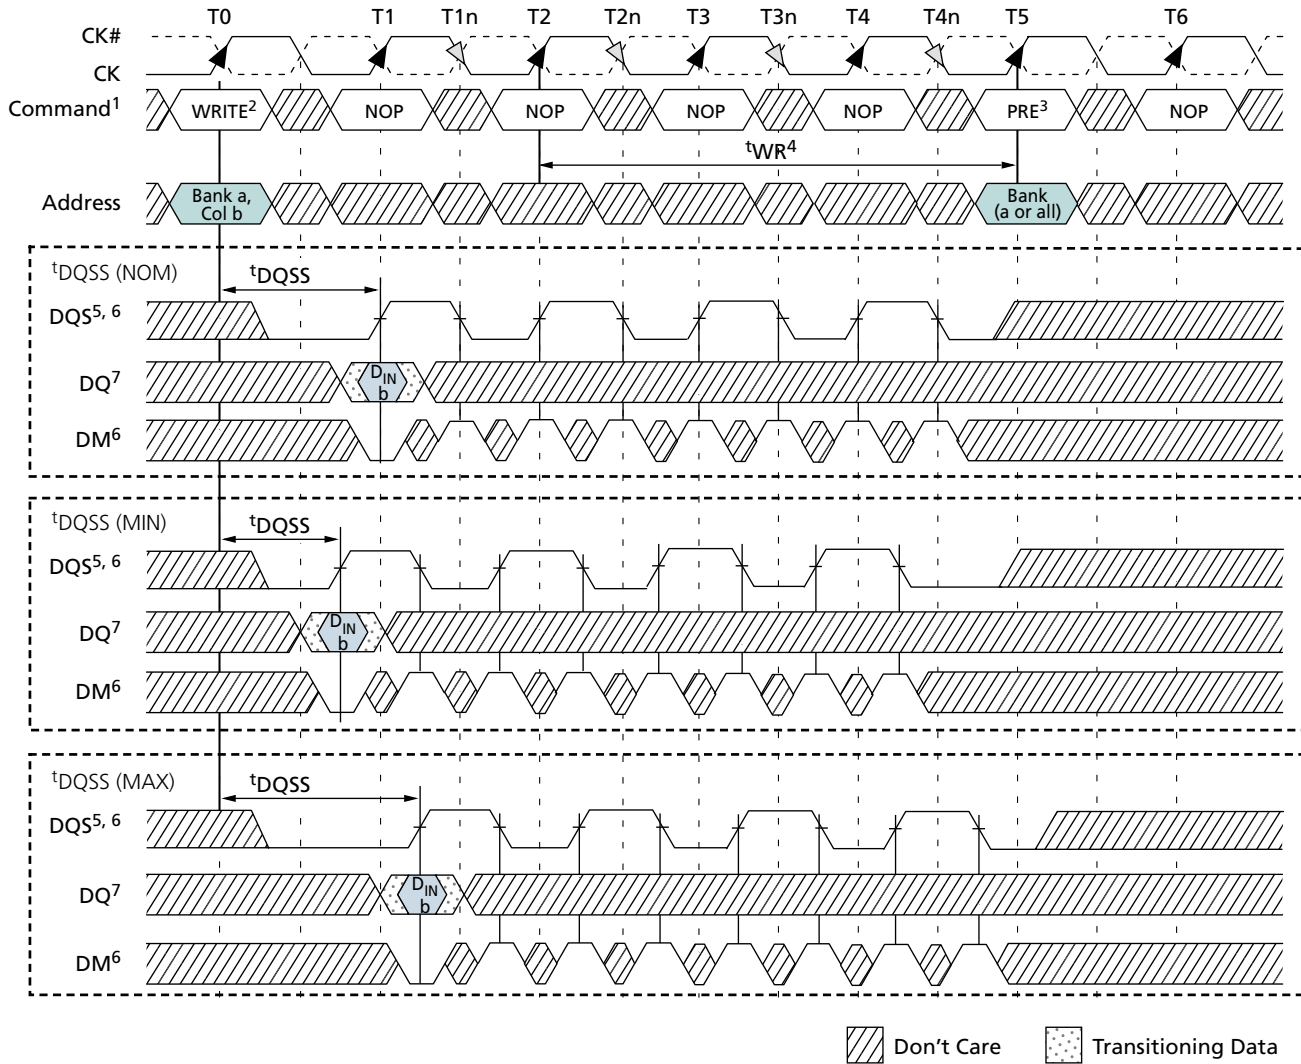 T0 T1 T1n T2 T2n T3 T3n T4 T4n T5 T6
CK#
CK
Command1 WRITE2 NOP NOP NOP NOP PRE3 NOP
tWR4
Address Bank a, Col b Bank (a or all)
tDQSS (NOM) tDQSS
DQS5, 6
DQ7 DIN b
DM6
tDQSS (MIN) tDQSS
DQS5, 6
DQ7 DIN b
DM6
tDQSS (MAX) tDQSS
DQS5, 6
DQ7 DIN b
DM6
Don't Care Transitioning Data